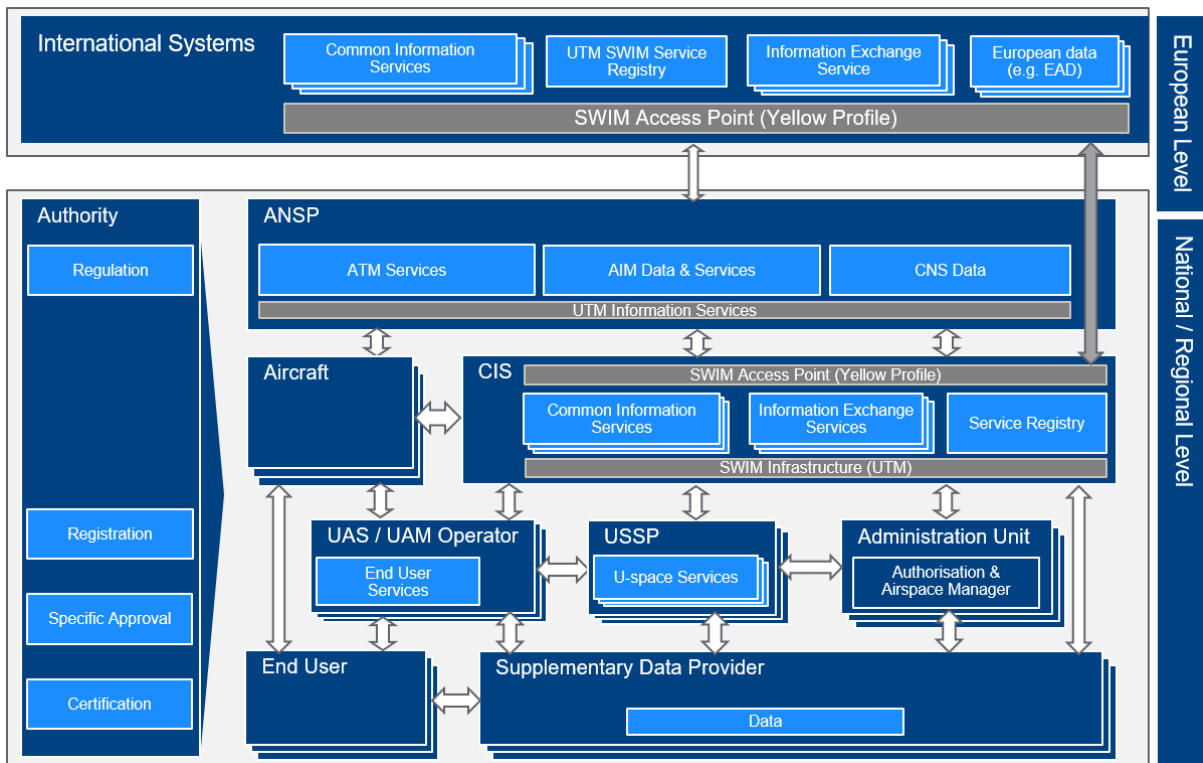 International Systems
Common Information
Services
UTM SWIM Service
Registry
Information Exchange
Service
European data
(e.g. EAD)
SWIM Access Point (Yellow Profile)
European Level
Authority
Regulation
Registration
Specific Approval
Certification
ANSP
ATM Services
AIM Data & Services
CNS Data
UTM Information Services
Aircraft
CIS
SWIM Access Point (Yellow Profile)
Common Information
Services
Information Exchange
Services
Service Registry
SWIM Infrastructure (UTM)
UAS / UAM Operator
End User
Services
USSP
U-space Services
Administration Unit
Authorisation &
Airspace Manager
End User
Supplementary Data Provider
Data
National / Regional Level